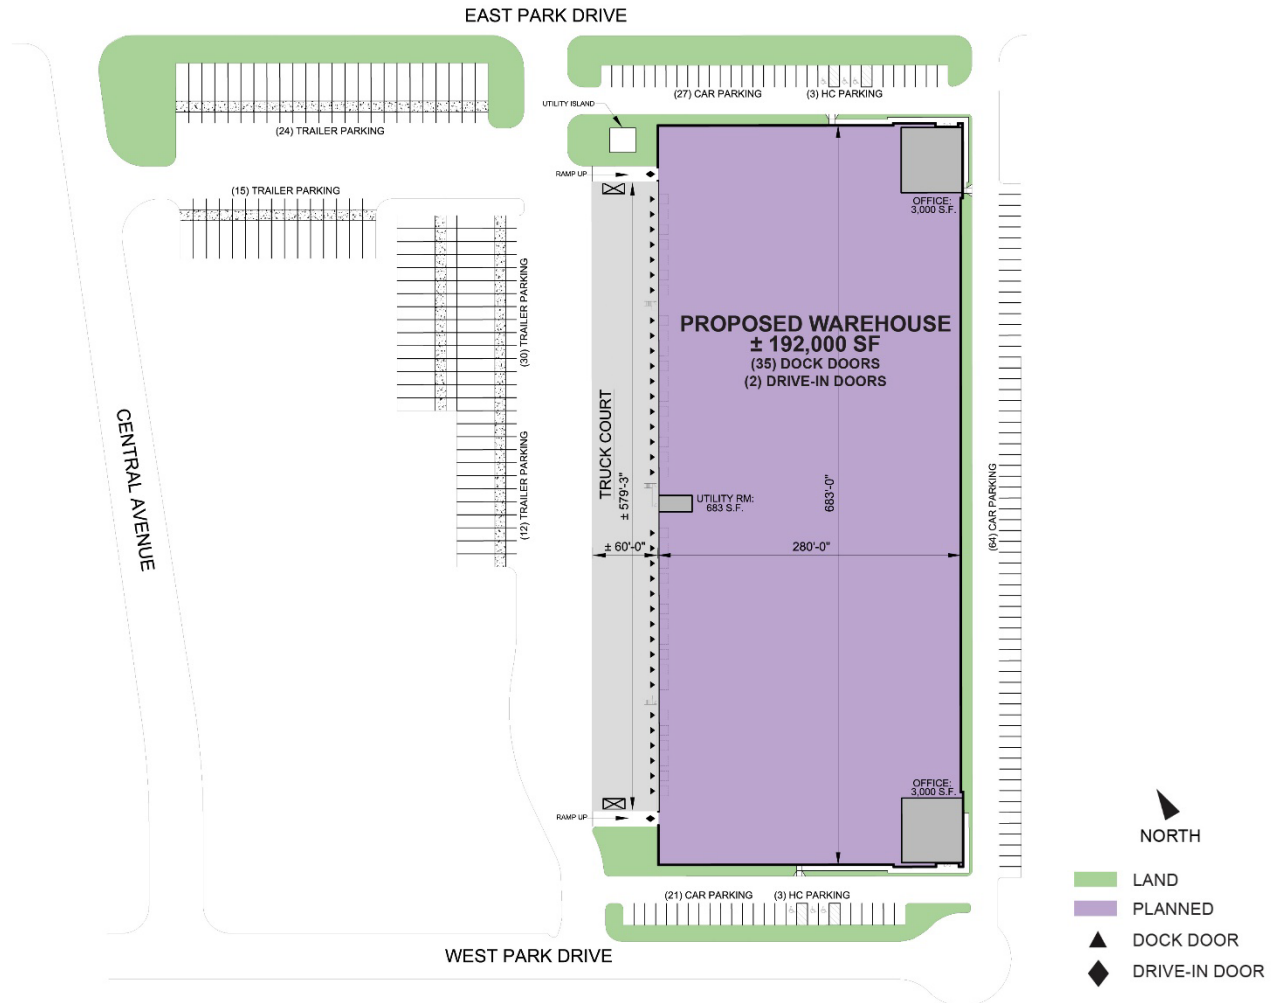 EAST PARK DRIVE
(27) CAR PARKING
(3) HC PARKING
UTILITY ISLAND
(24) TRAILER PARKING
RAMP UP
(15) TRAILER PARKING
OFFICE:
3,000 S.F.
(30) TRAILER PARKING
PROPOSED WAREHOUSE
± 192,000 SF
(35) DOCK DOORS
(2) DRIVE-IN DOORS
CENTRAL AVENUE
(12) TRAILER PARKING
TRUCK COURT
± 579'-3"
UTILITY RM:
683 S.F.
683'-0"
(64) CAR PARKING
± 60'-0"
280'-0"
OFFICE:
3,000 S.F.
RAMP UP
NORTH
LAND
PLANNED
DOCK DOOR
DRIVE-IN DOOR
(21) CAR PARKING
(3) HC PARKING
WEST PARK DRIVE